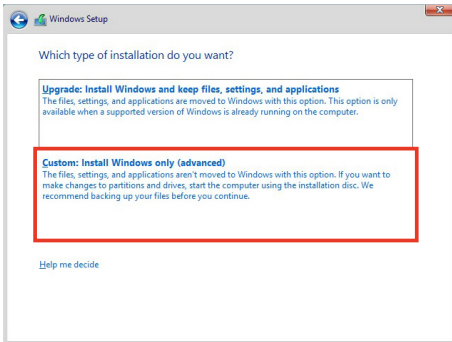 Windows Setup
Which type of installation do you want?
Upgrade: Install Windows and keep files, settings, and applications
The files, settings, and applications are moved to Windows with this option. This option is only
available when a supported version of Windows is already running on the computer.
Custom: Install Windows only (advanced)
The files, settings, and applications aren't moved to Windows with this option. If you want to
make changes to partitions and drives, start the computer using the installation disc. We
recommend backing up your files before you continue.
Help me decide